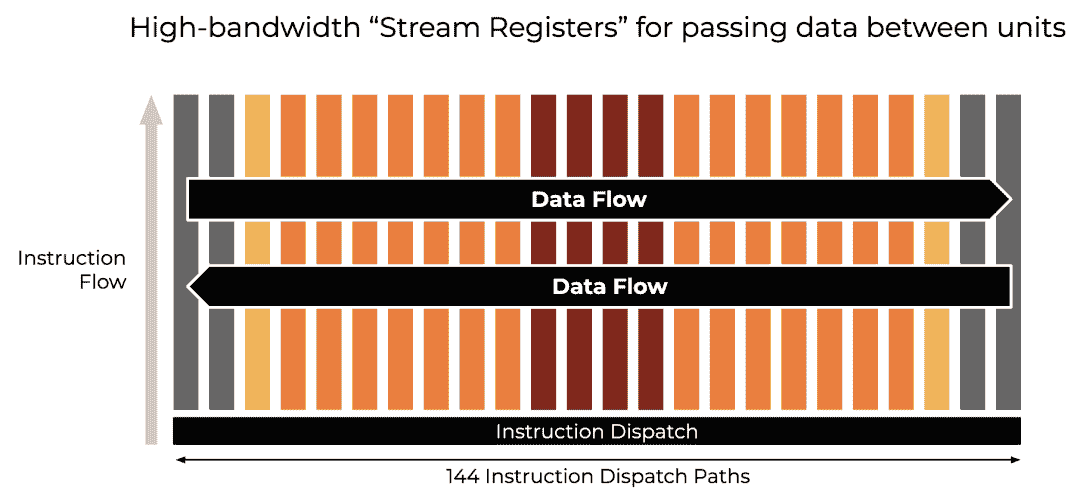 High-bandwidth “Stream Registers” for passing data between units
Data Flow
Instruction
Flow
Data Flow
Instruction Dispatch
144 Instruction Dispatch Paths